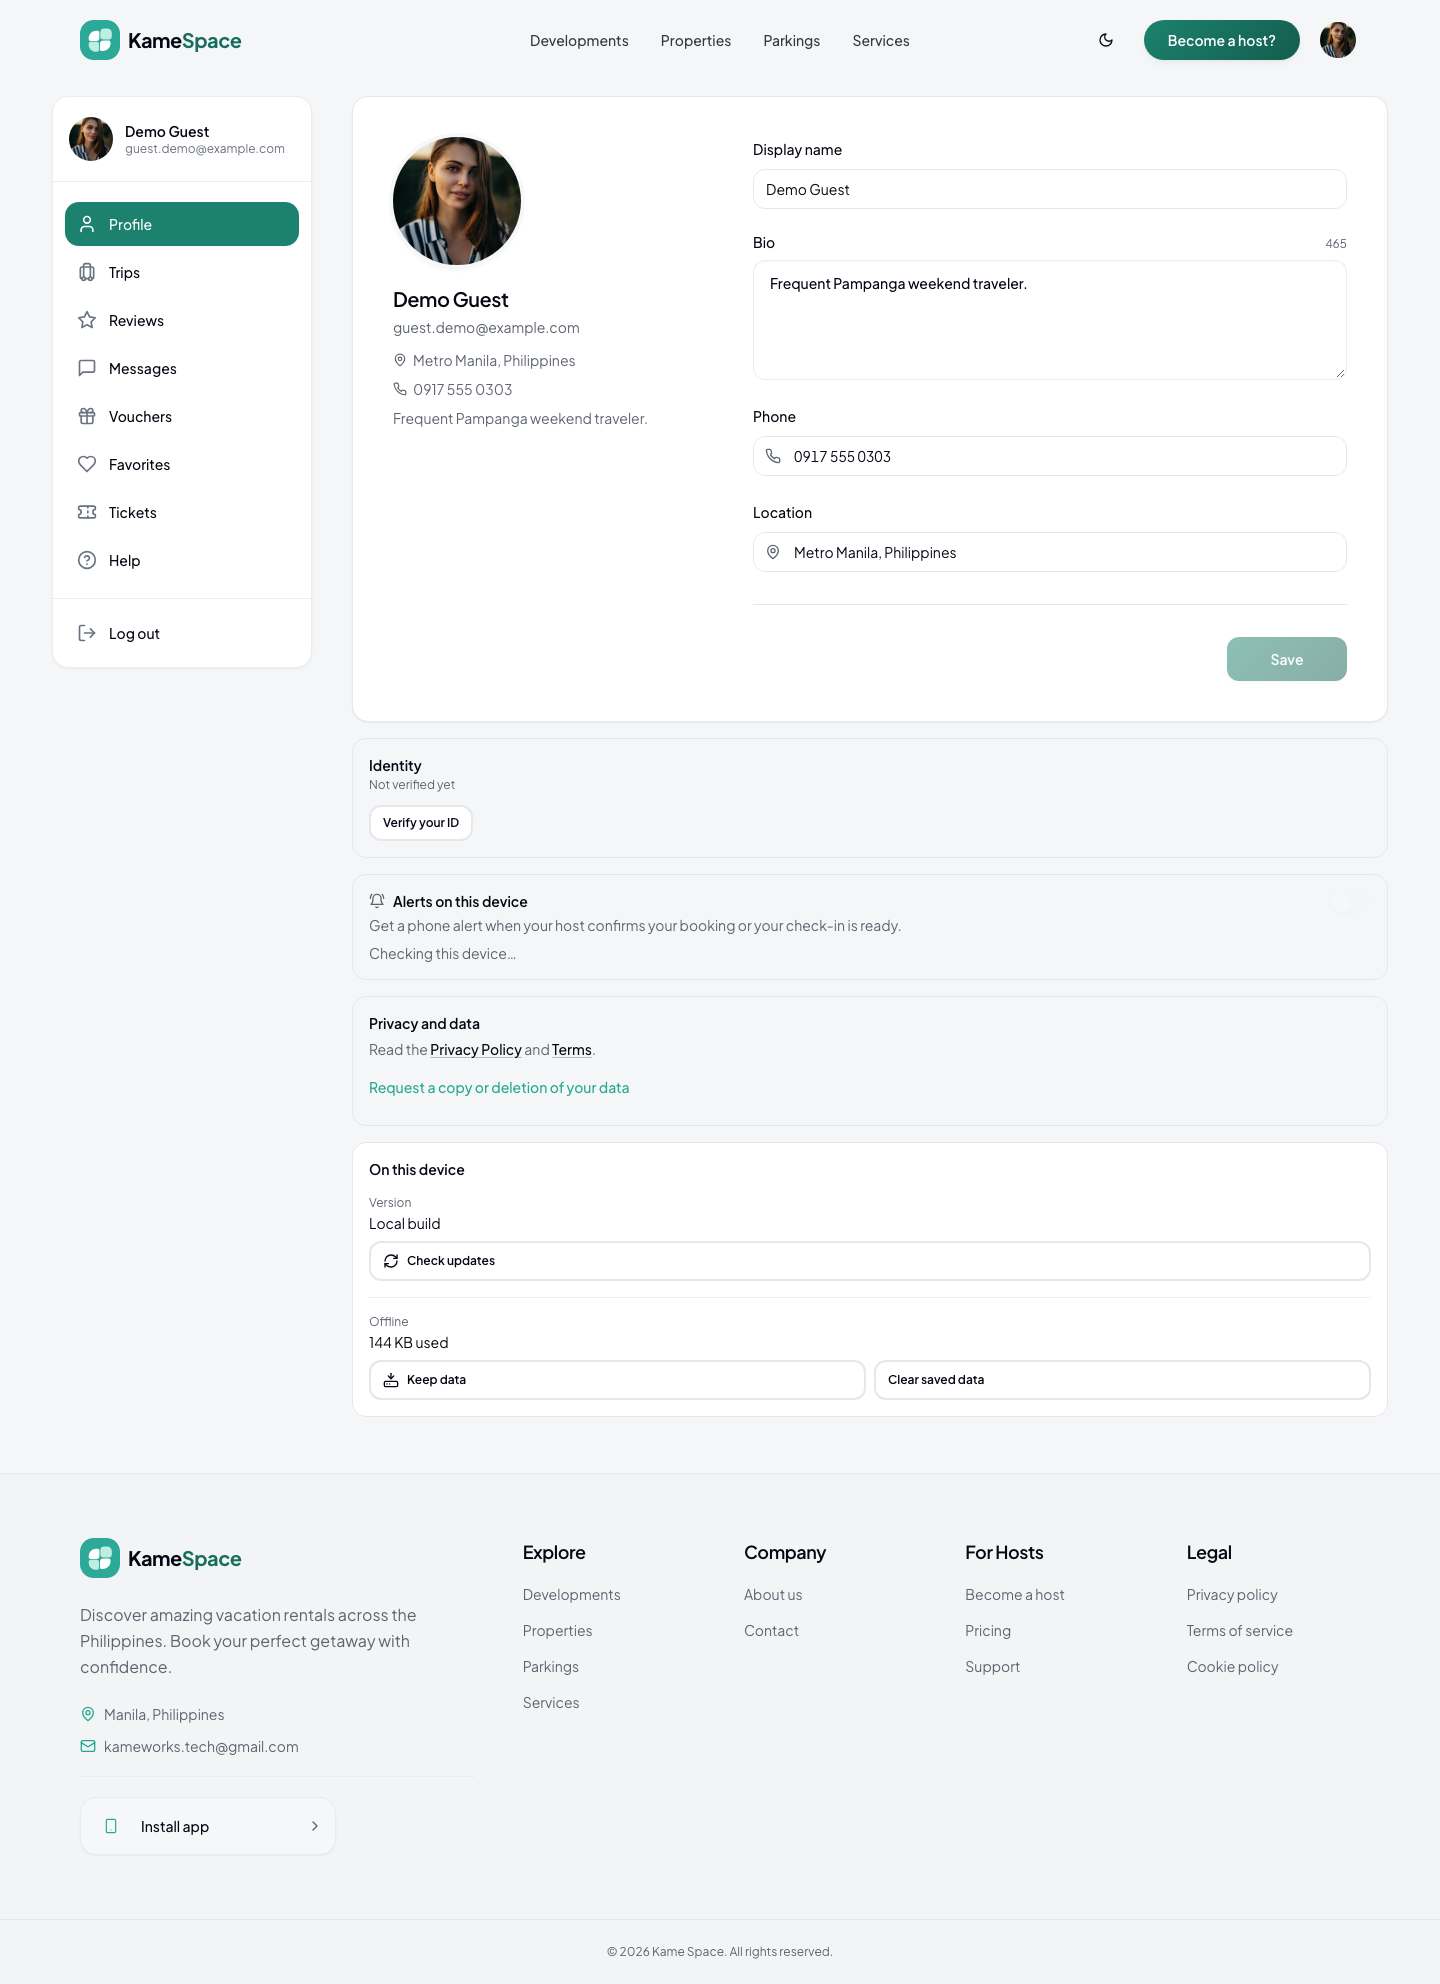 KameSpace
Developments
Properties
Parkings
Services
Become a host?
Demo Guest
guest.demo@example.com
Profile
Trips
Reviews
Messages
Vouchers
Favorites
Tickets
Help
Log out
Demo Guest
guest.demo@example.com
Metro Manila, Philippines
0917 555 0303
Frequent Pampanga weekend traveler.
Display name
Demo Guest
Bio
465
Frequent Pampanga weekend traveler.
Phone
0917 555 0303
Location
Metro Manila, Philippines
Save
Identity
Not verified yet
Verify your ID
Alerts on this device
Get a phone alert when your host confirms your booking or your check-in is ready.
Checking this device…
Privacy and data
Read the Privacy Policy and Terms.
Request a copy or deletion of your data
On this device
Version
Local build
Check updates
Offline
144 KB used
Keep data
Clear saved data
KameSpace
Discover amazing vacation rentals across the
Philippines. Book your perfect getaway with
confidence.
Manila, Philippines
kameworks.tech@gmail.com
Install app
Explore
Developments
Properties
Parkings
Services
Company
About us
Contact
For Hosts
Become a host
Pricing
Support
Legal
Privacy policy
Terms of service
Cookie policy
© 2026 Kame Space. All rights reserved.